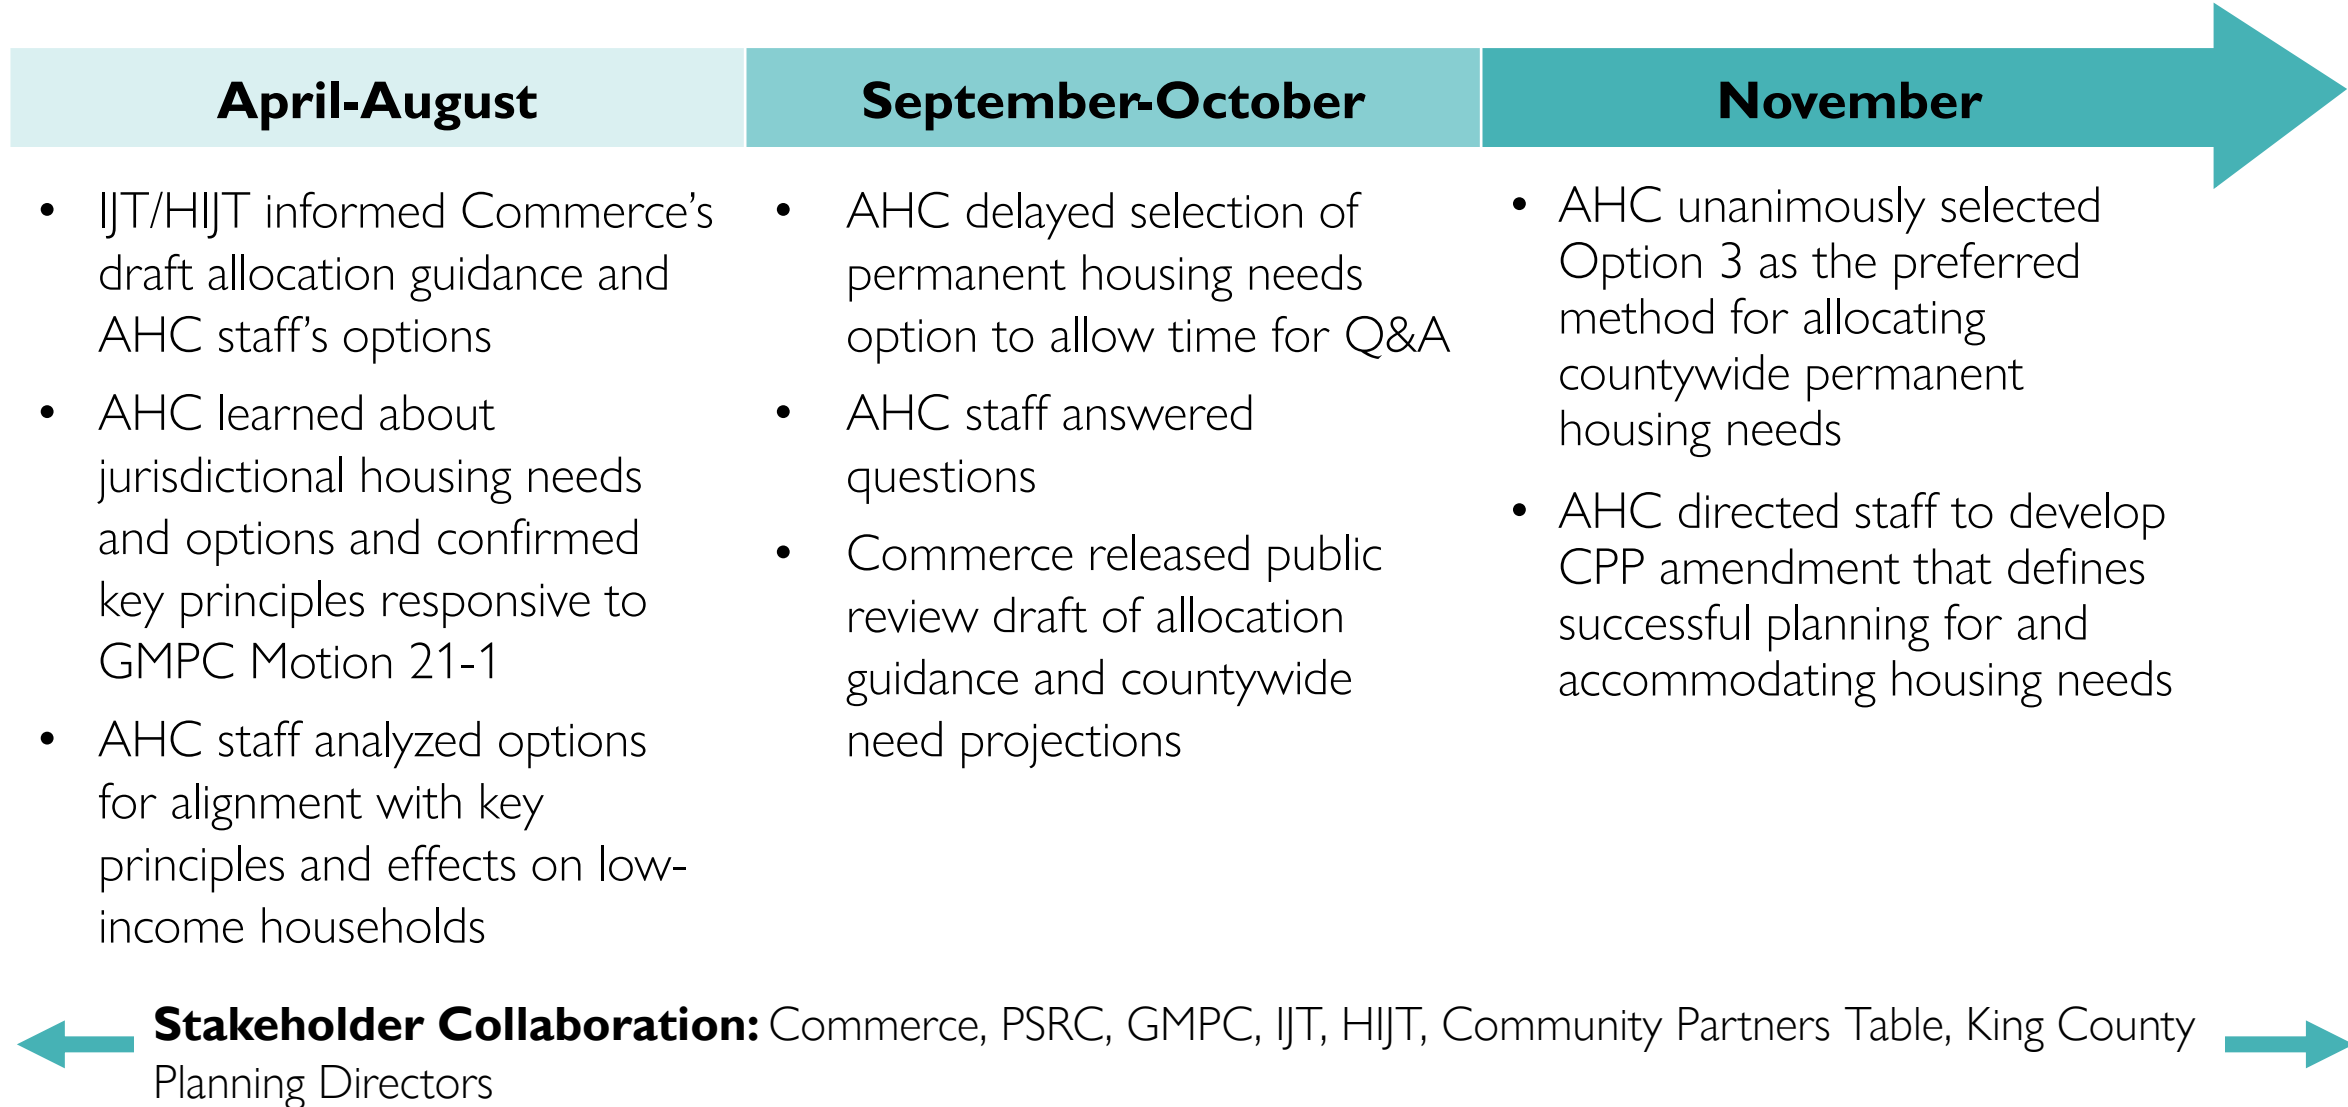 April-August
September-October
November
• IJT/HIJT informed Commerce’s
draft allocation guidance and
AHC staff’s options
• AHC learned about
jurisdictional housing needs
and options and confirmed
key principles responsive to
GMPC Motion 21-1
• AHC staff analyzed options
for alignment with key
principles and effects on low-
income households
• AHC delayed selection of
permanent housing needs
option to allow time for Q&A
• AHC staff answered
questions
• Commerce released public
review draft of allocation
guidance and countywide
need projections
• AHC unanimously selected
Option 3 as the preferred
method for allocating
countywide permanent
housing needs
• AHC directed staff to develop
CPP amendment that defines
successful planning for and
accommodating housing needs
Stakeholder Collaboration: Commerce, PSRC, GMPC, IJT, HIJT, Community Partners Table, King County
Planning Directors